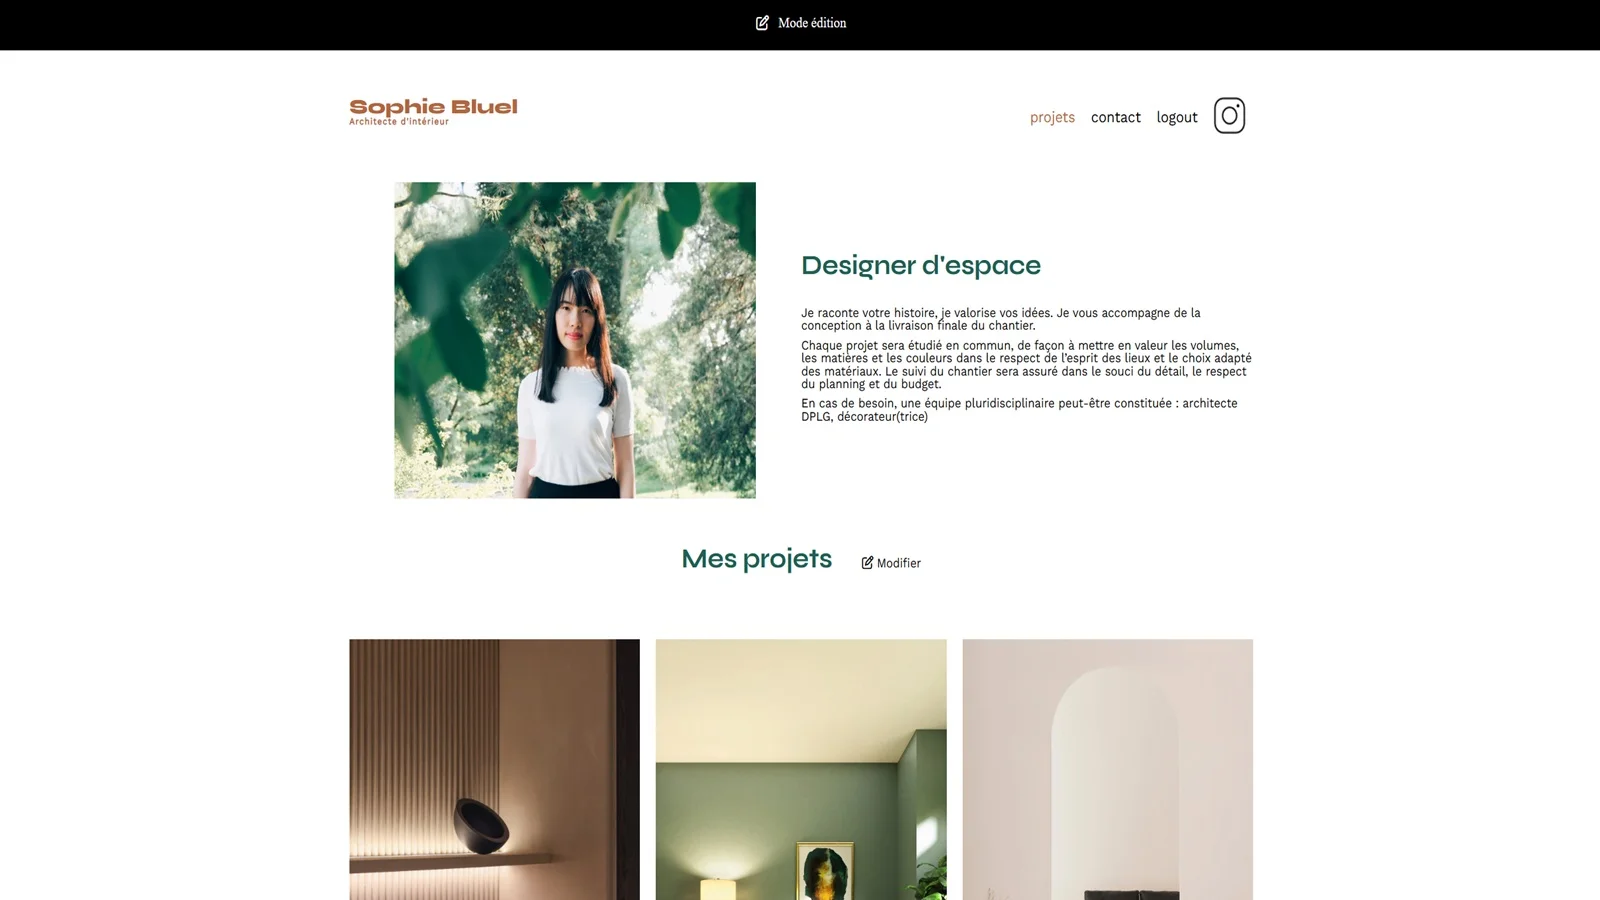 Mode édition
Sophie Bluel
Architecte d'intérieur
projets contact logout
Designer d'espace
Je raconte votre histoire, je valorise vos idées. Je vous accompagne de la
conception à la livraison finale du chantier.
Chaque projet sera étudié en commun, de façon à mettre en valeur les volumes,
les matières et les couleurs dans le respect de l'esprit des lieux et le choix adapté
des matériaux. Le suivi du chantier sera assuré dans le souci du détail, le respect
du planning et du budget.
En cas de besoin, une équipe pluridisciplinaire peut-être constituée : architecte
DPLG, décorateur(trice)
Mes projets
Modifier